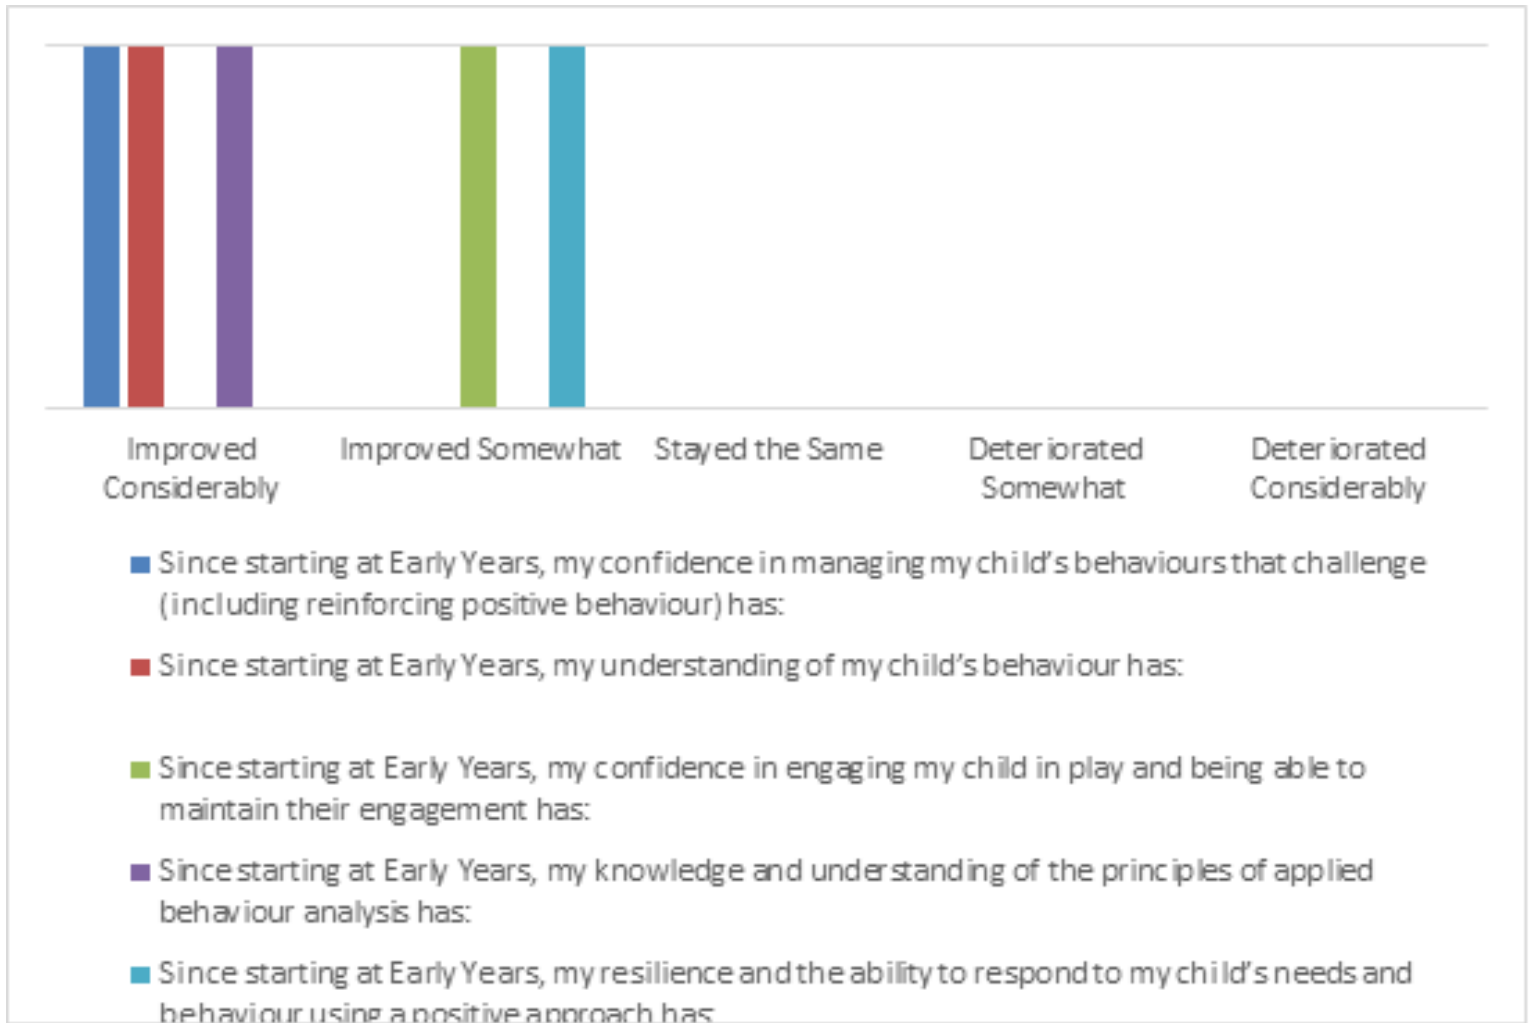 Improved
Considerably
Improved Somewhat
Stayed the Same
Deteriorated
Somewhat
Deteriorated
Considerably
Since starting at Early Years, my confidence in managing my child’s behaviours that challenge
(including reinforcing positive behaviour) has:
Since starting at Early Years, my understanding of my child’s behaviour has:
Since starting at Early Years, my confidence in engaging my child in play and being able to
maintain their engagement has:
Since starting at Early Years, my knowledge and understanding of the principles of applied
behaviour analysis has:
Since starting at Early Years, my resilience and the ability to respond to my child’s needs and
behaviour using a positive approach has: